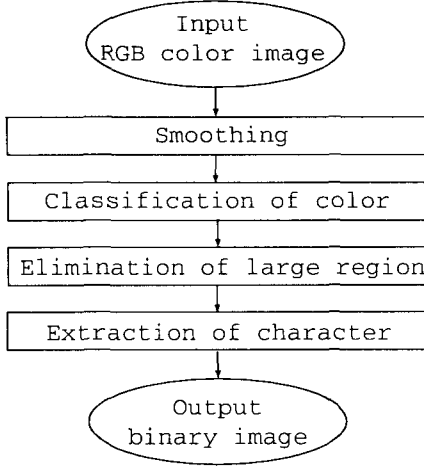 Input
RGB color image
Smoothing
Classification of color
Elimination of large region
Extraction of character
Output
binary image